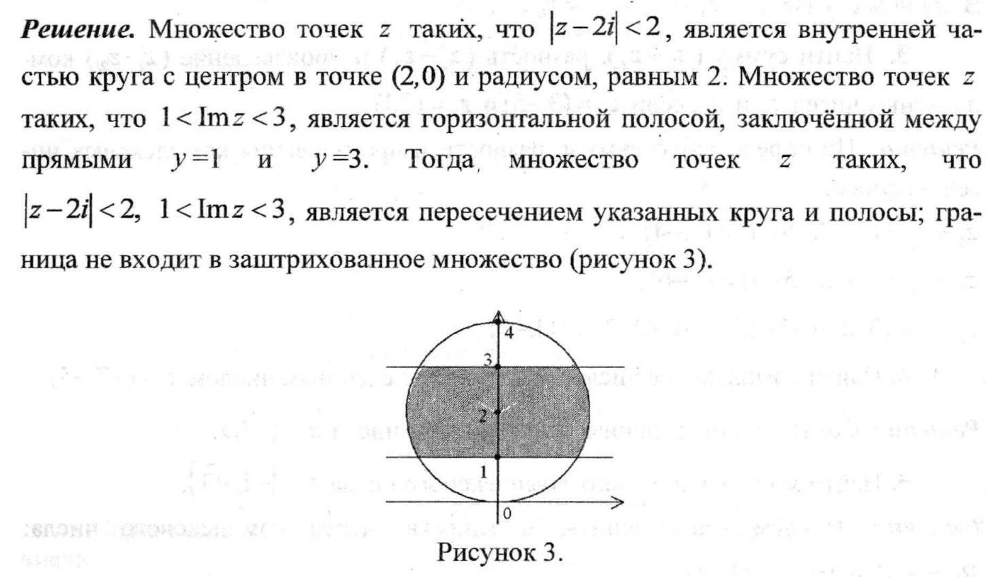 Решение. Множество точек z таких, что |z−2i|<2, является внутренней ча-
стью круга с центром в точке (2,0) и радиусом, равным 2. Множество точек z
таких, что 1<Im z<3, является горизонтальной полосой, заключённой между
прямыми y=1 и y=3. Тогда, множество точек z таких, что
|z−2i|<2, 1<Im z<3, является пересечением указанных круга и полосы; гра-
ница не входит в заштрихованное множество (рисунок 3).
4
3
2
1
0
Рисунок 3.